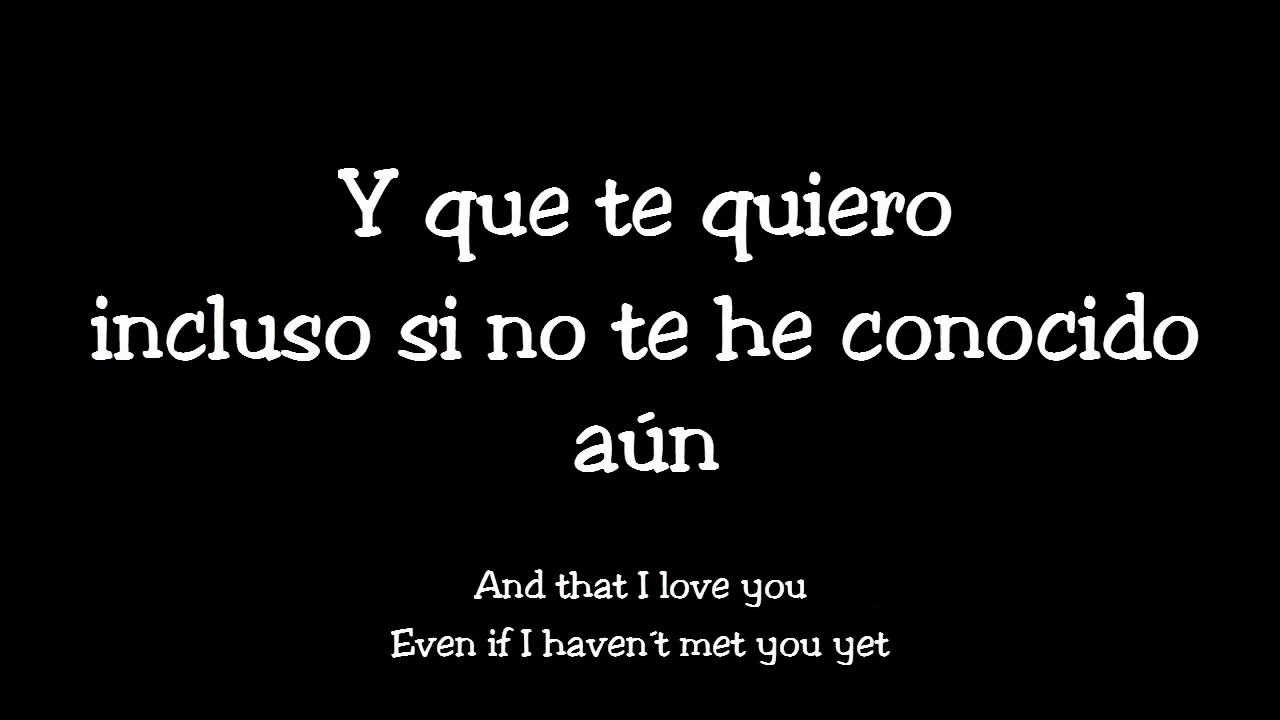 Y que te quiero
incluso si no te he conocido
aún
And that I love you
Even if I haven´t met you yet